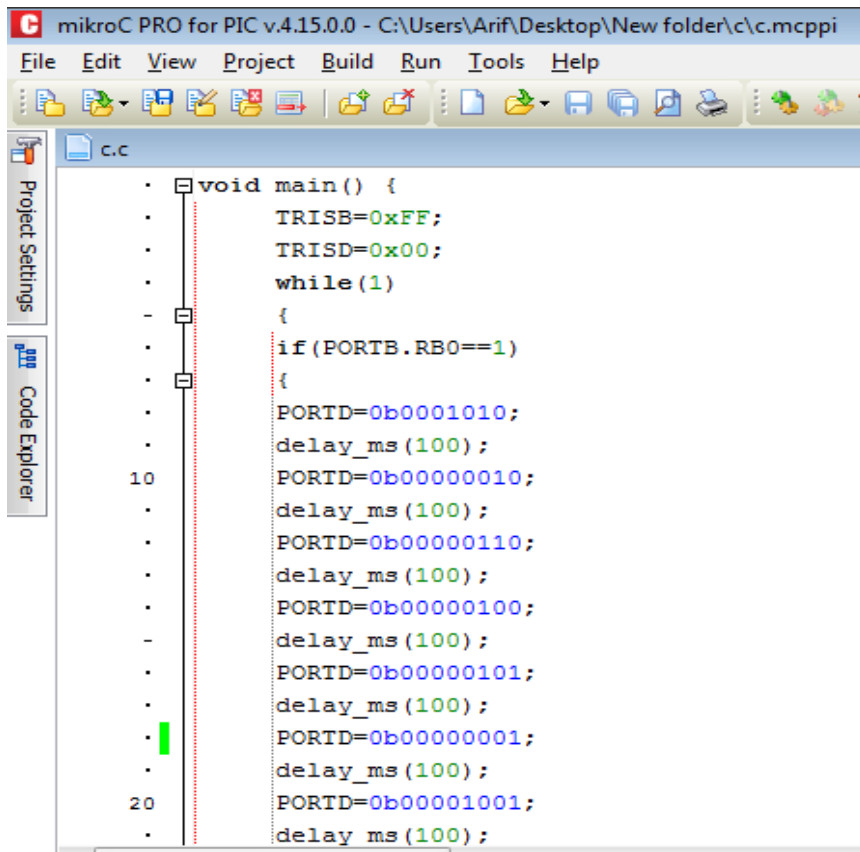 mikroC PRO for PIC v.4.15.0.0 - C:\Users\Arif\Desktop\New folder\c\c.mcppi
File Edit View Project Build Run Tools Help
c.c
Project Settings
Code Explorer
void main() {
TRISB=0xFF;
TRISD=0x00;
while(1)
{
if(PORTB.RB0==1)
{
PORTD=0b0001010;
delay_ms(100);
10 PORTD=0b00000010;
delay_ms(100);
PORTD=0b00000110;
delay_ms(100);
PORTD=0b00000100;
delay_ms(100);
PORTD=0b00000101;
delay_ms(100);
PORTD=0b00000001;
delay_ms(100);
20 PORTD=0b00001001;
delay_ms(100);